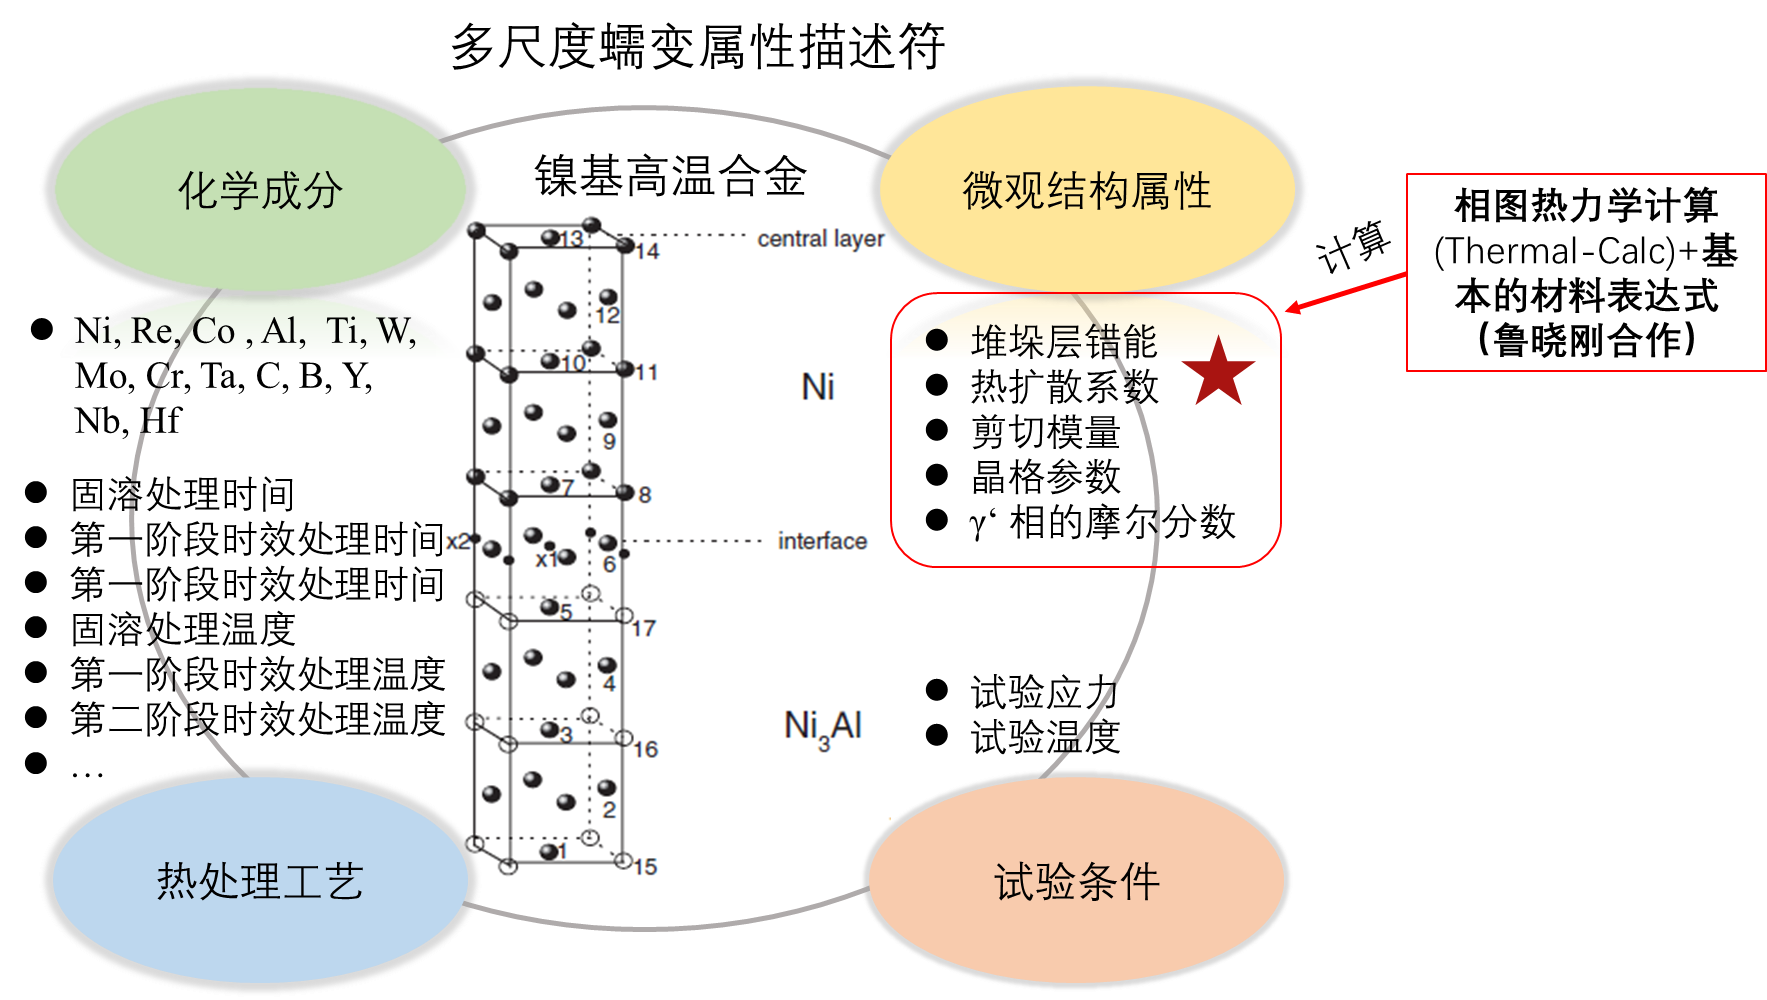 多尺度蠕变属性描述符
化学成分
镍基高温合金
微观结构属性
相图热力学计算
(Thermal-Calc)+基
本的材料表达式
（鲁晓刚合作）
计算
Ni, Re, Co , Al,  Ti, W,
Mo, Cr, Ta, C, B, Y,
Nb, Hf
固溶处理时间
第一阶段时效处理时间
第一阶段时效处理时间
固溶处理温度
第一阶段时效处理温度
第二阶段时效处理温度
…
13
14
central layer
12
10
11
Ni
9
7
8
x2
x1
6
interface
5
17
4
Ni3Al
3
16
2
1
15
堆垛层错能
热扩散系数
剪切模量
晶格参数
γ‘ 相的摩尔分数
试验应力
试验温度
热处理工艺
试验条件